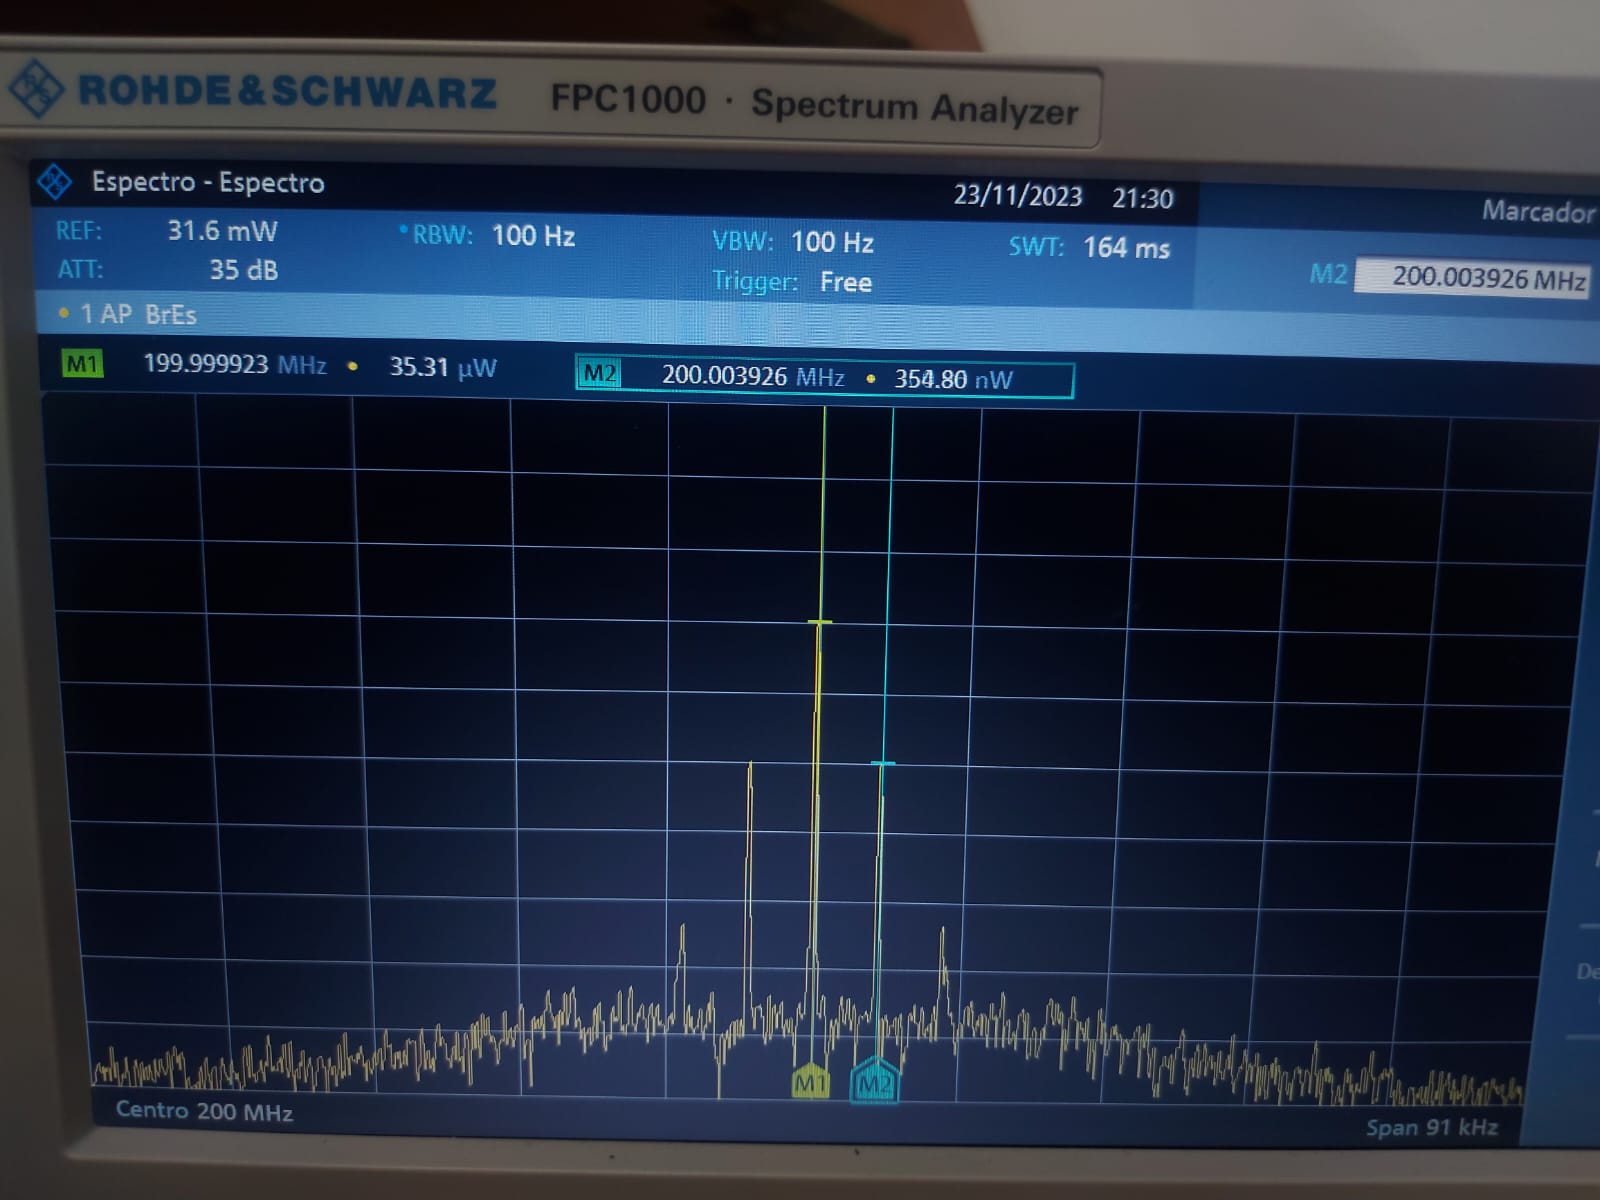 ROHDE&SCHWARZ FPC1000 · Spectrum Analyzer
Espectro - Espectro 23/11/2023 21:30 Marcador
REF: 31.6 mW RBW: 100 Hz VBW: 100 Hz SWT: 164 ms
ATT: 35 dB Trigger: Free M2 200.003926 MHz
1 AP BrEs
M1 199.999923 MHz 35.31 µW M2 200.003926 MHz 354.80 nW
M1 M2
Centro 200 MHz Span 91 kHz